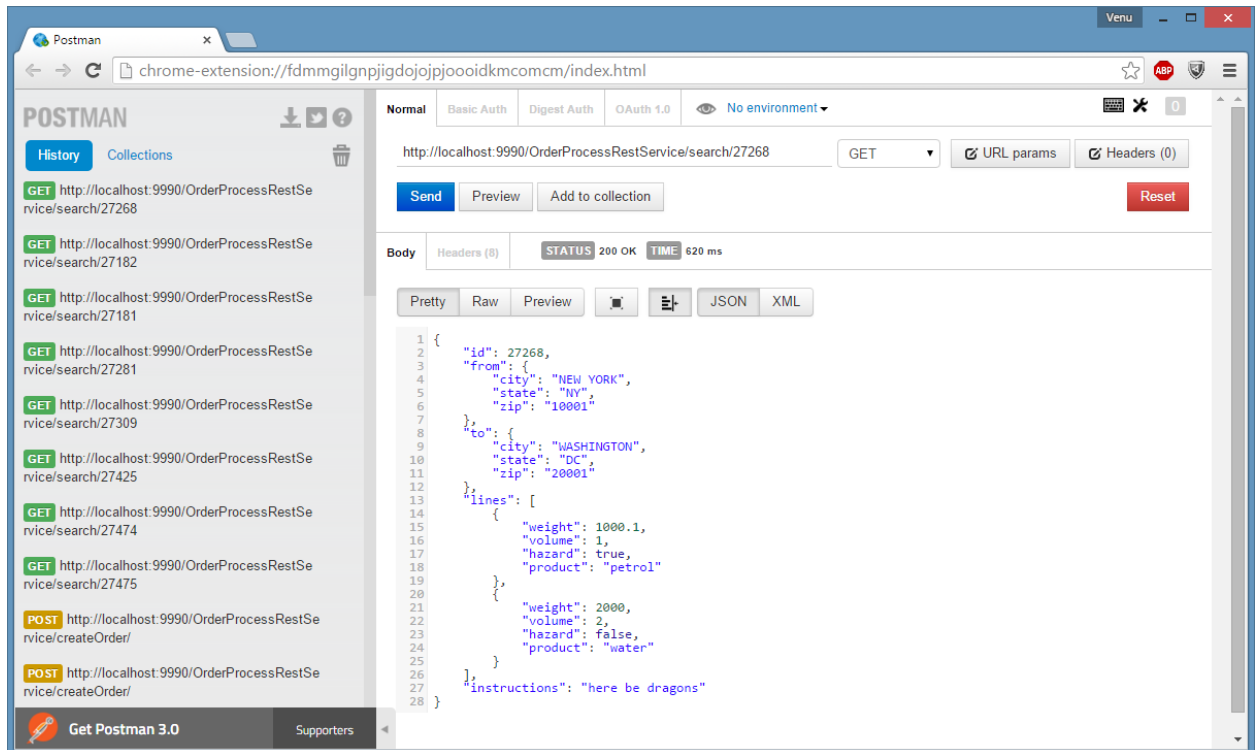 Venu
Postman
chrome-extension://fdmmgilgnpjigdojojpjoooidkmcomcm/index.html
ABP
POSTMAN
History Collections
GET http://localhost:9990/OrderProcessRestSe
rvice/search/27268
GET http://localhost:9990/OrderProcessRestSe
rvice/search/27182
GET http://localhost:9990/OrderProcessRestSe
rvice/search/27181
GET http://localhost:9990/OrderProcessRestSe
rvice/search/27281
GET http://localhost:9990/OrderProcessRestSe
rvice/search/27309
GET http://localhost:9990/OrderProcessRestSe
rvice/search/27425
GET http://localhost:9990/OrderProcessRestSe
rvice/search/27474
GET http://localhost:9990/OrderProcessRestSe
rvice/search/27475
POST http://localhost:9990/OrderProcessRestSe
rvice/createOrder/
POST http://localhost:9990/OrderProcessRestSe
rvice/createOrder/
Get Postman 3.0 Supporters
Normal Basic Auth Digest Auth OAuth 1.0 No environment 0
http://localhost:9990/OrderProcessRestService/search/27268 GET URL params Headers (0)
Send Preview Add to collection Reset
Body Headers (8) STATUS 200 OK TIME 620 ms
Pretty Raw Preview JSON XML
1 {
2 "id": 27268,
3 "from": {
4 "city": "NEW YORK",
5 "state": "NY",
6 "zip": "10001"
7 },
8 "to": {
9 "city": "WASHINGTON",
10 "state": "DC",
11 "zip": "20001"
12 },
13 "lines": [
14 {
15 "weight": 1000.1,
16 "volume": 1,
17 "hazard": true,
18 "product": "petrol"
19 },
20 {
21 "weight": 2000,
22 "volume": 2,
23 "hazard": false,
24 "product": "water"
25 }
26 ],
27 "instructions": "here be dragons"
28 }